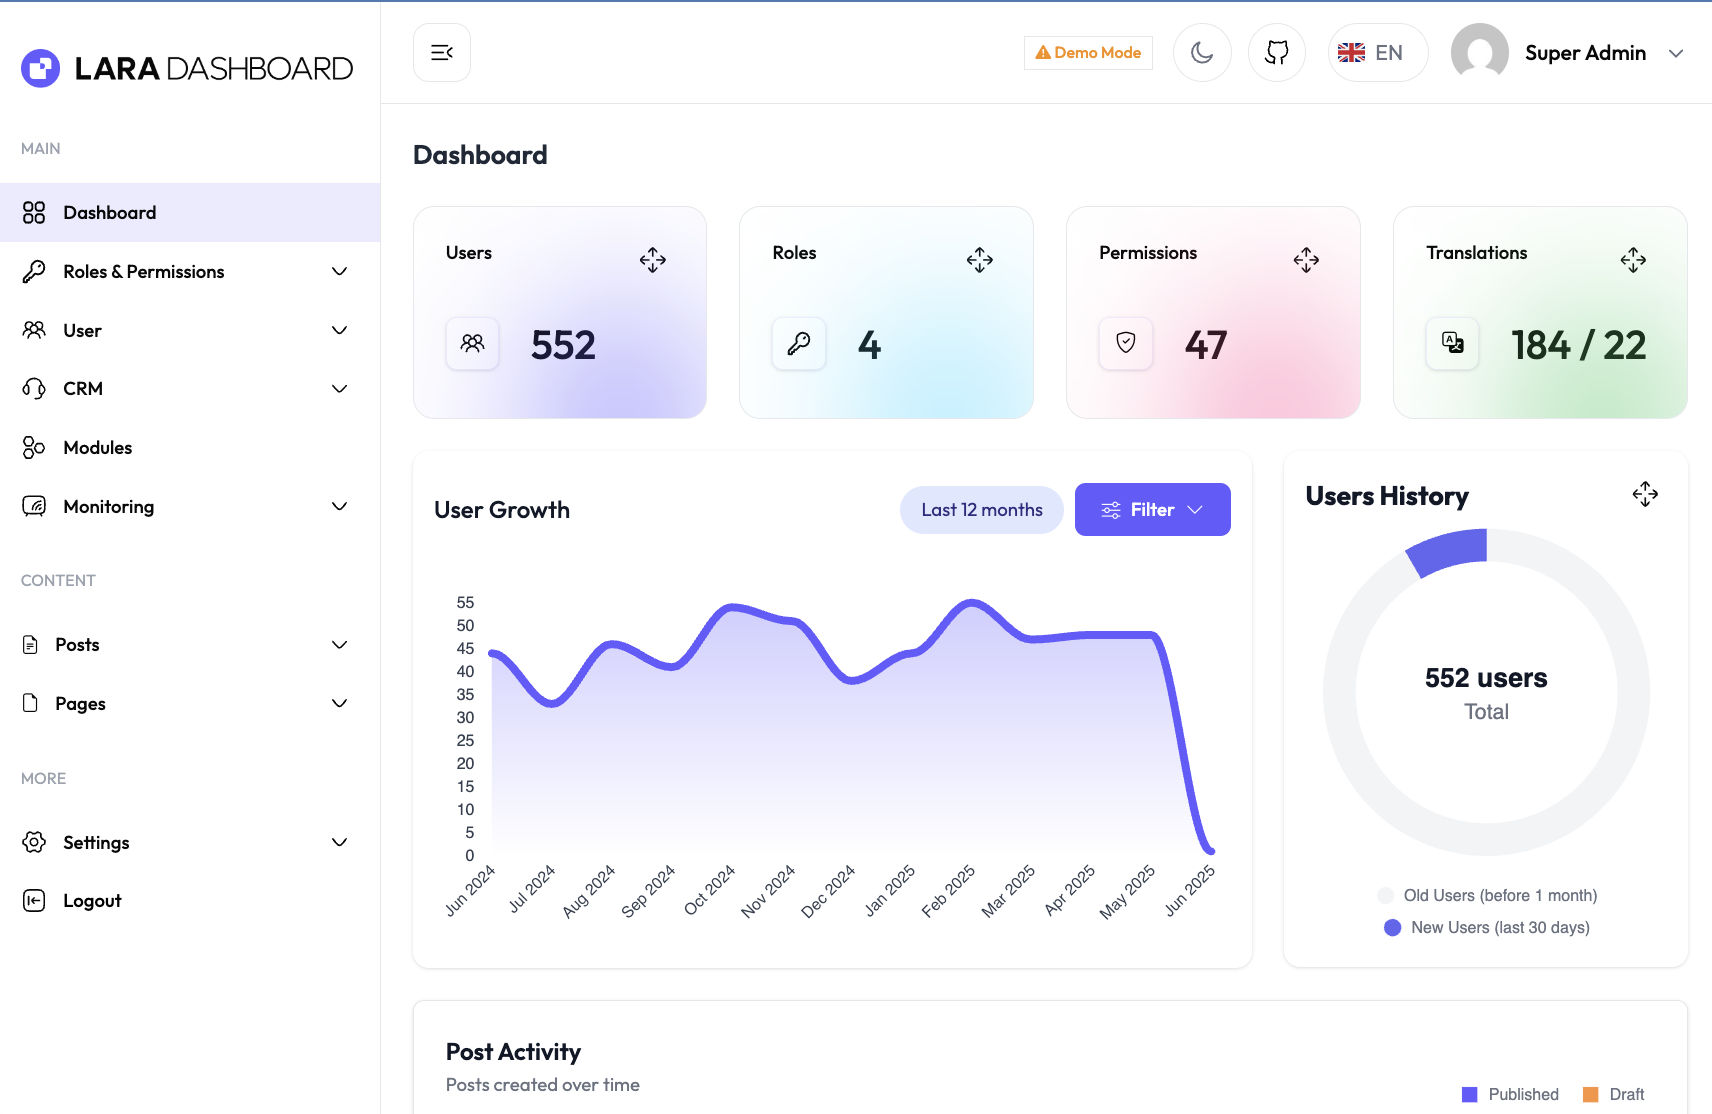 LARA DASHBOARD
Demo Mode
EN
Super Admin
MAIN
Dashboard
Roles & Permissions
User
CRM
Modules
Monitoring
CONTENT
Posts
Pages
MORE
Settings
Logout
Dashboard
Users
552
Roles
4
Permissions
47
Translations
184 / 22
User Growth
Last 12 months
Filter
55
50
45
40
35
30
25
20
15
10
5
0
Jun 2024
Jul 2024
Aug 2024
Sep 2024
Oct 2024
Nov 2024
Dec 2024
Jan 2025
Feb 2025
Mar 2025
Apr 2025
May 2025
Jun 2025
Users History
552 users
Total
Old Users (before 1 month)
New Users (last 30 days)
Post Activity
Posts created over time
Published
Draft